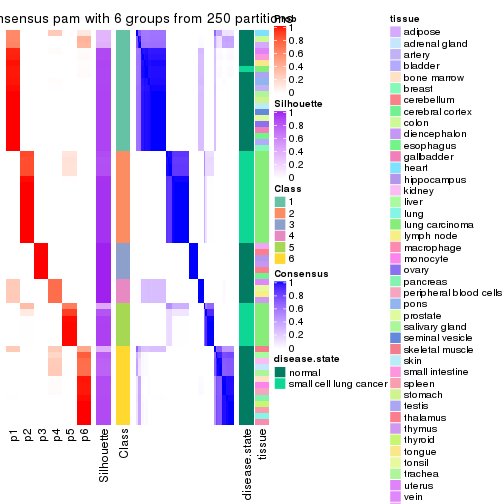 nsensus pam with 6 groups from 250 partitions
Prob
1
0.8
0.6
0.4
0.2
0
Silhouette
1
0.8
0.6
0.4
0.2
0
Class
1
2
3
4
5
6
Consensus
1
0.8
0.6
0.4
0.2
0
disease.state
normal
small cell lung cancer
tissue
adipose
adrenal gland
artery
bladder
bone marrow
breast
cerebellum
cerebral cortex
colon
diencephalon
esophagus
gallbadder
heart
hippocampus
kidney
liver
lung
lung carcinoma
lymph node
macrophage
monocyte
ovary
pancreas
peripheral blood cells
pons
prostate
salivary gland
seminal vesicle
skeletal muscle
skin
small intestine
spleen
stomach
testis
thalamus
thymus
thyroid
tongue
tonsil
trachea
uterus
vein
p1
p2
p3
p4
p5
p6
Silhouette
Class
disease.state
tissue